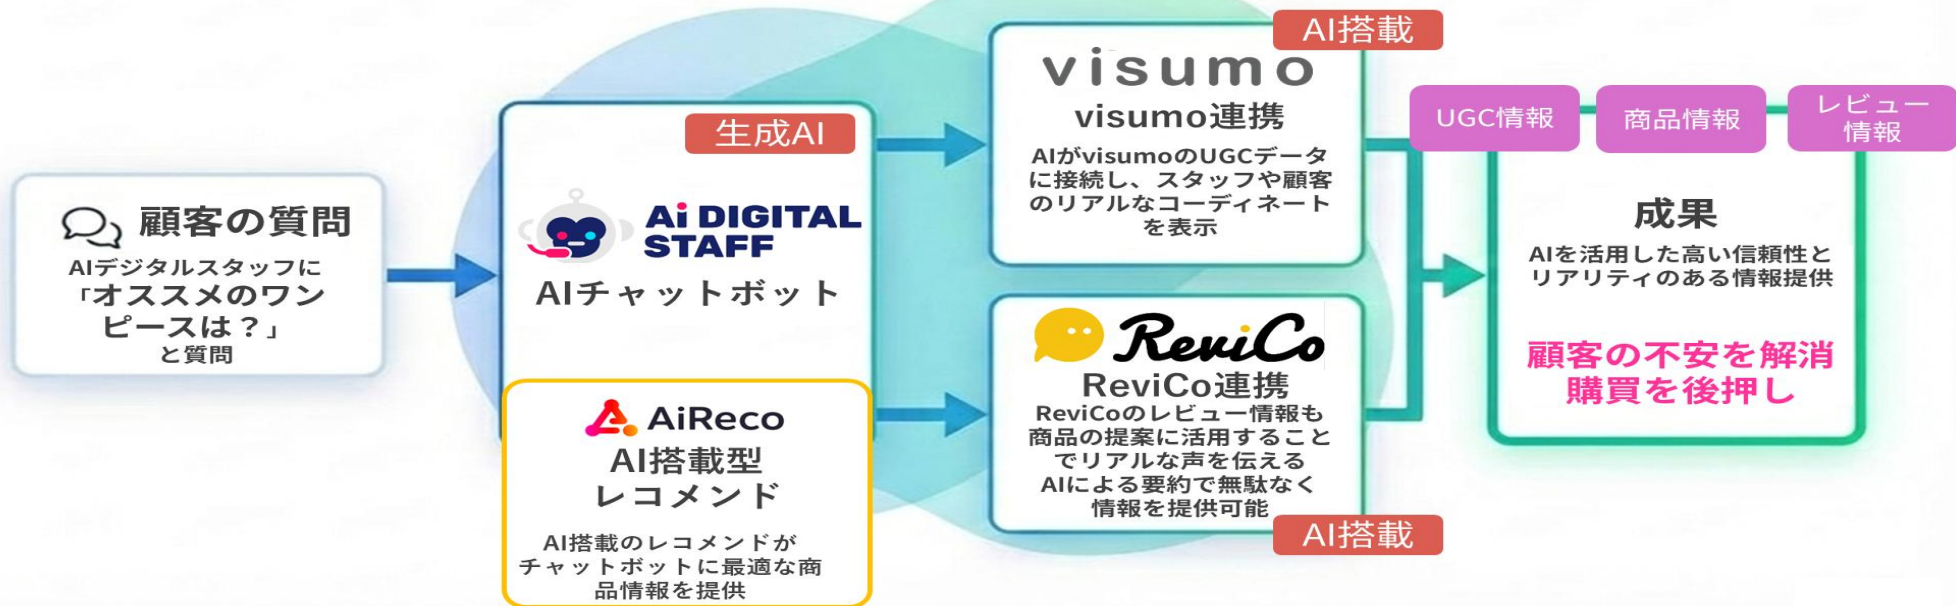 顧客の質問
AIデジタルスタッフに
「オススメのワン
ピースは？」
と質問
生成AI
Ai DIGITAL
STAFF
AIチャットボット
AiReco
AI搭載型
レコメンド
AI搭載のレコメンドが
チャットボットに最適な商
品情報を提供
AI搭載
visumo
visumo連携
AIがvisumoのUGCデータ
に接続し、スタッフや顧客
のリアルなコーディネート
を表示
ReviCo
ReviCo連携
ReviCoのレビュー情報も
商品の提案に活用すること
でリアルな声を伝える
AIによる要約で無駄なく
情報を提供可能
AI搭載
UGC情報
商品情報
レビュー
情報
成果
AIを活用した高い信頼性と
リアリティのある情報提供
顧客の不安を解消
購買を後押し